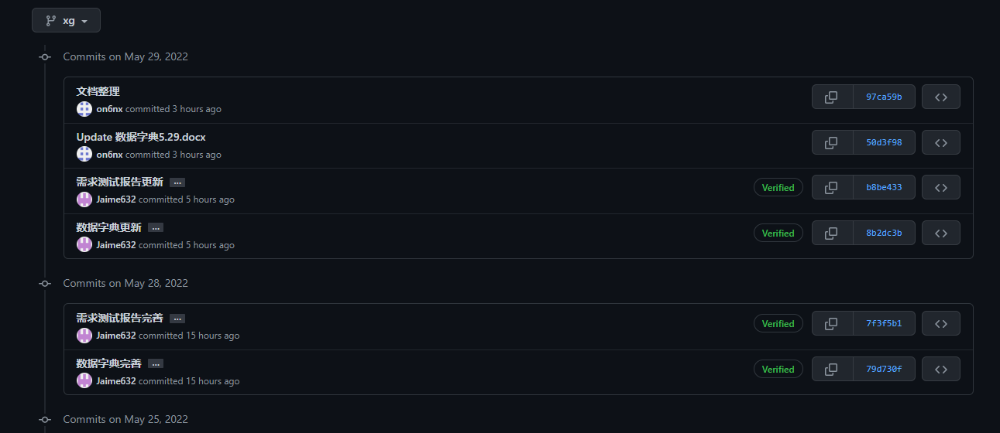 xg
Commits on May 29, 2022
文档整理
on6nx committed 3 hours ago
97ca59b
Update 数据字典5.29.docx
on6nx committed 3 hours ago
50d3f98
需求测试报告更新 ...
Jaime632 committed 5 hours ago
Verified
b8be433
数据字典更新 ...
Jaime632 committed 5 hours ago
Verified
8b2dc3b
Commits on May 28, 2022
需求测试报告完善 ...
Jaime632 committed 15 hours ago
Verified
7f3f5b1
数据字典完善 ...
Jaime632 committed 15 hours ago
Verified
79d730f
Commits on May 25, 2022